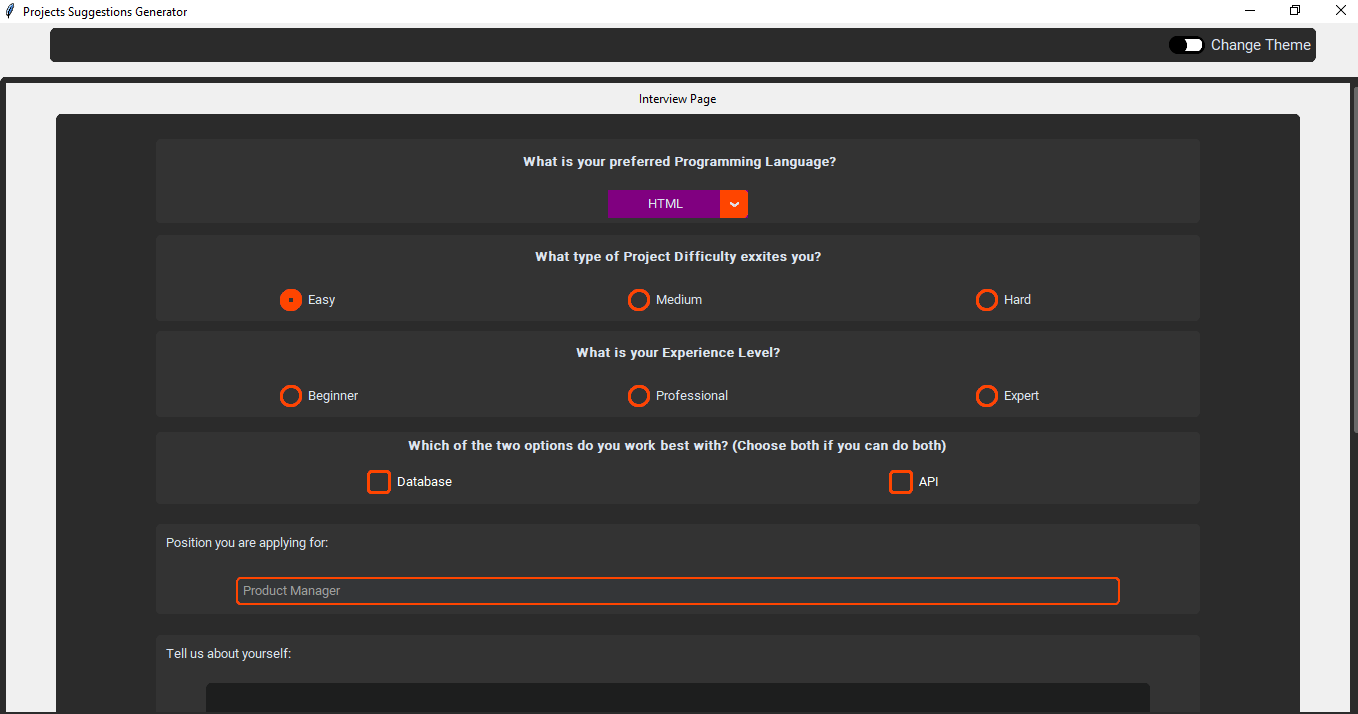 Projects Suggestions Generator
Change Theme
Interview Page
What is your preferred Programming Language?
HTML
What type of Project Difficulty exxites you?
Easy Medium Hard
What is your Experience Level?
Beginner Professional Expert
Which of the two options do you work best with? (Choose both if you can do both)
Database API
Position you are applying for:
Product Manager
Tell us about yourself: